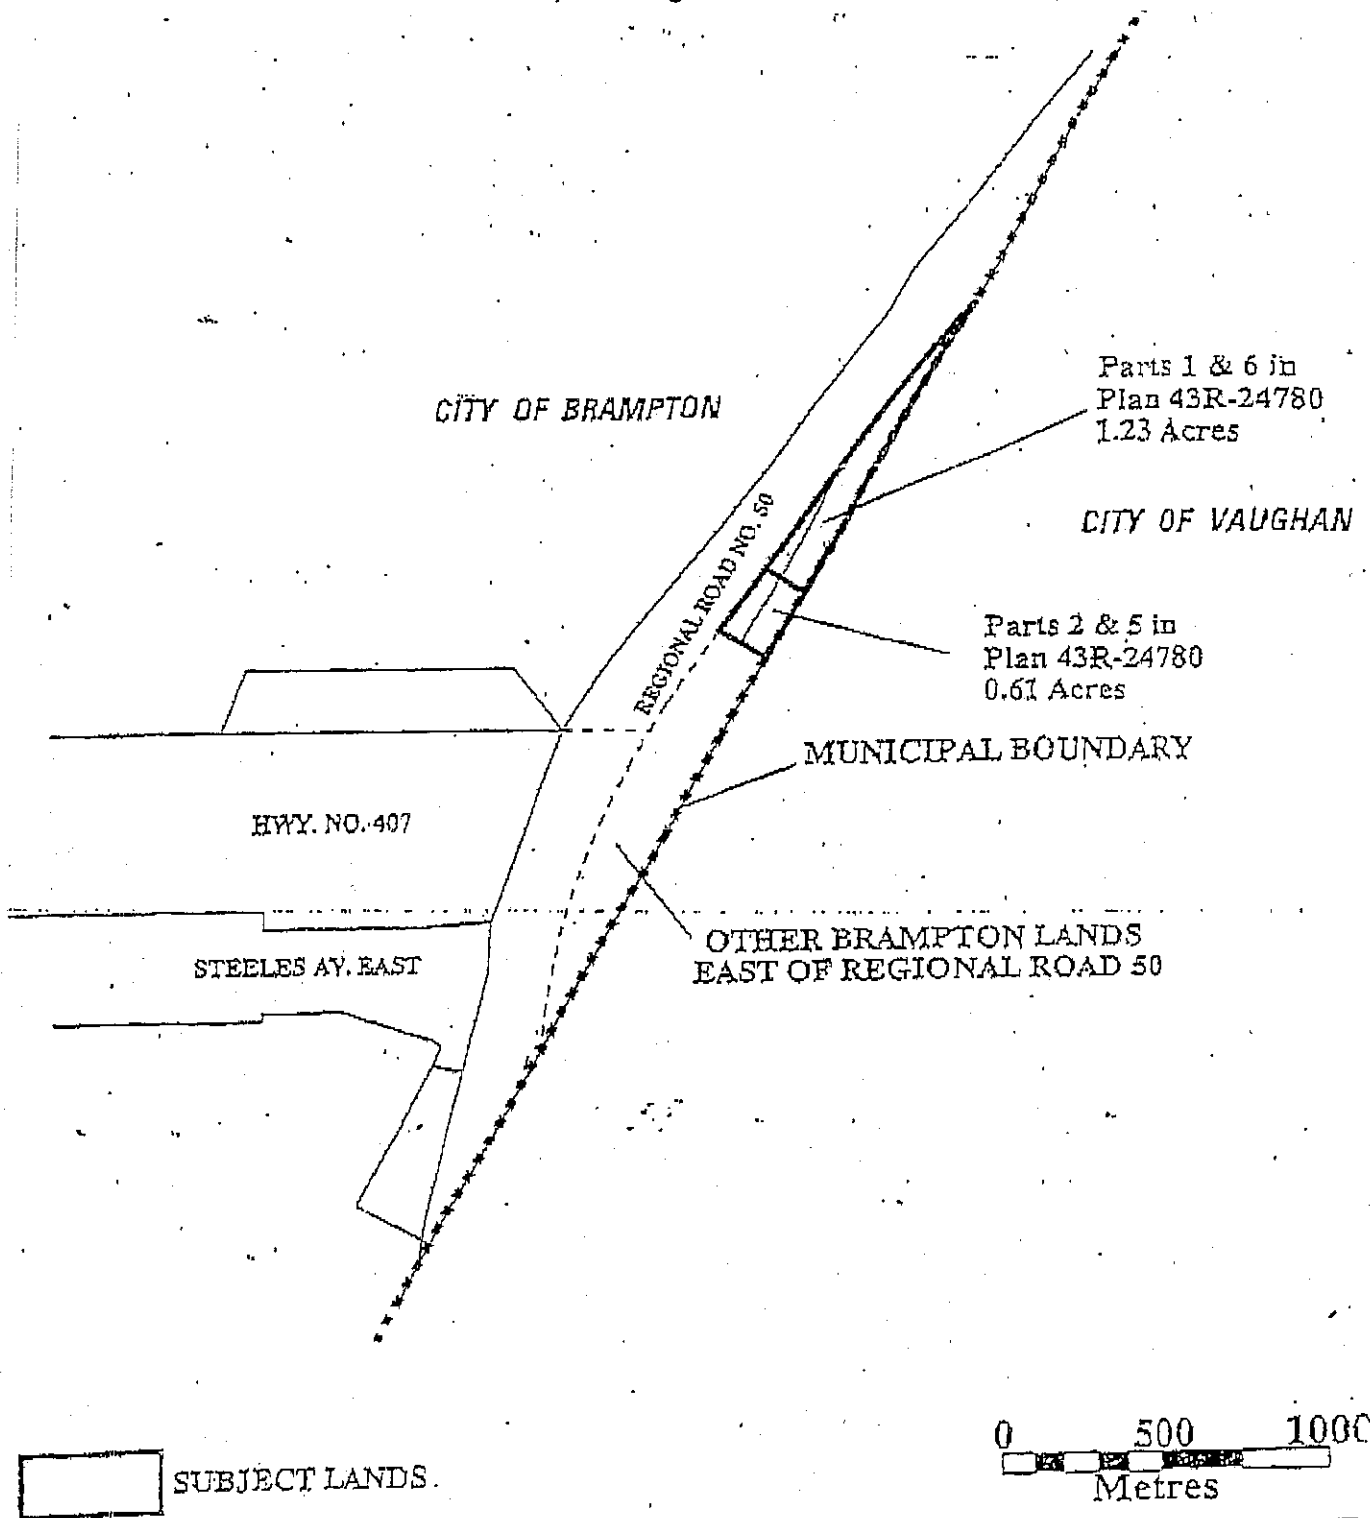 CITY OF BRAMPTON
Parts 1 & 6 in
Plan 43R-24780
1.23 Acres
CITY OF VAUGHAN
REGIONAL ROAD NO. 50
Parts 2 & 5 in
Plan 43R-24780
0.61 Acres
MUNICIPAL BOUNDARY
HWY. NO. 407
OTHER BRAMPTON LANDS
EAST OF REGIONAL ROAD 50
STEELES AV. EAST
0 500 1000
Metres
SUBJECT LANDS.